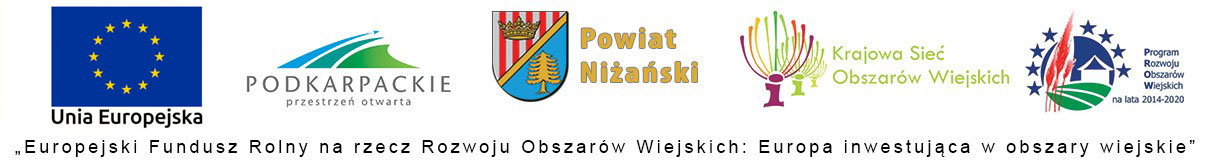 Unia Europejska
PODKARPACKIE
przestrzeń otwarta
Powiat
Niżański
Krajowa Sieć
Obszarów Wiejskich
Program
Rozwoju
Obszarów
Wiejskich
na lata 2014-2020
„Europejski Fundusz Rolny na rzecz Rozwoju Obszarów Wiejskich: Europa inwestująca w obszary wiejskie”